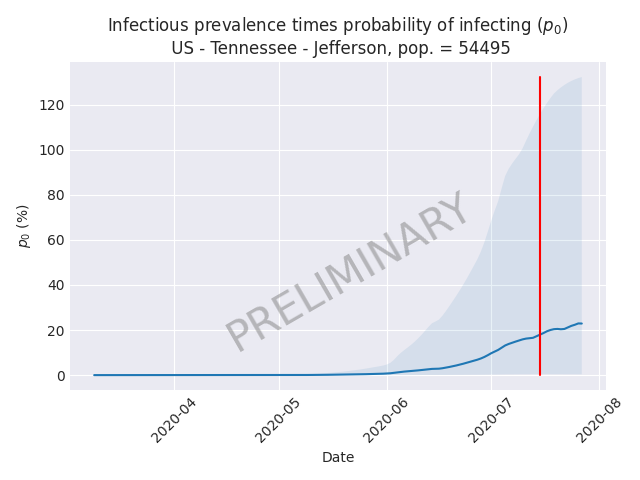 Infectious prevalence times probability of infecting (p₀)
US - Tennessee - Jefferson, pop. = 54495
120
100
80
60
40
20
0
p₀ (%)
PRELIMINARY
2020-04
2020-05
2020-06
2020-07
2020-08
Date